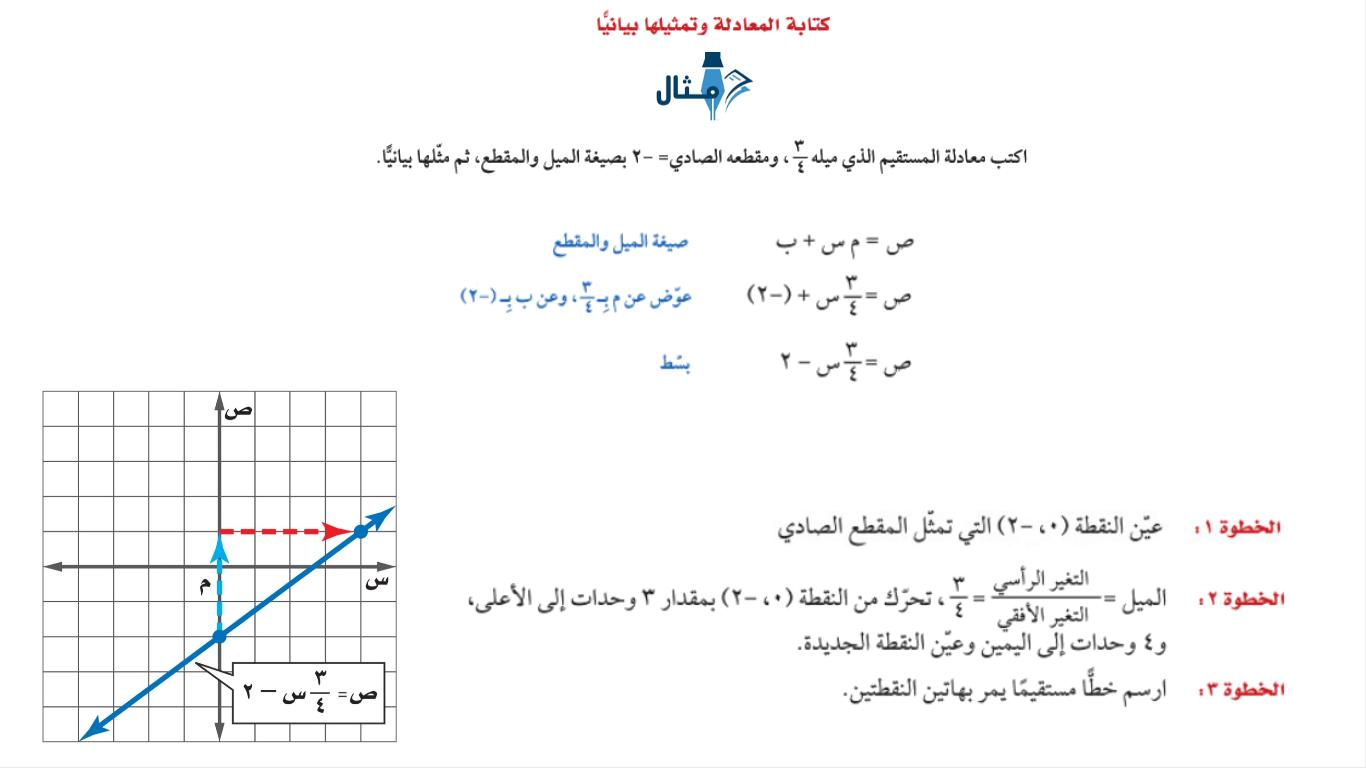 كتابة المعادلة وتمثيلها بيانيًّا
مثال
اكتب معادلة المستقيم الذي ميله ٣/٤، ومقطعه الصادي= -٢ بصيغة الميل والمقطع، ثم مثّلها بيانيًّا.
ص = م س + ب صيغة الميل والمقطع
ص = ٣/٤ س + (-٢) عوّض عن م بِـ ٣/٤، وعن ب بِـ (-٢)
ص = ٣/٤ س - ٢ بسّط
الخطوة ١: عيّن النقطة (٠، -٢) التي تمثّل المقطع الصادي
الخطوة ٢: الميل = التغير الرأسي/التغير الأفقي = ٣/٤، تحرّك من النقطة (٠، -٢) بمقدار ٣ وحدات إلى الأعلى،
و٤ وحدات إلى اليمين وعيّن النقطة الجديدة.
الخطوة ٣: ارسم خطًّا مستقيمًا يمر بهاتين النقطتين.
ص
س
م
ص = ٣/٤ س - ٢